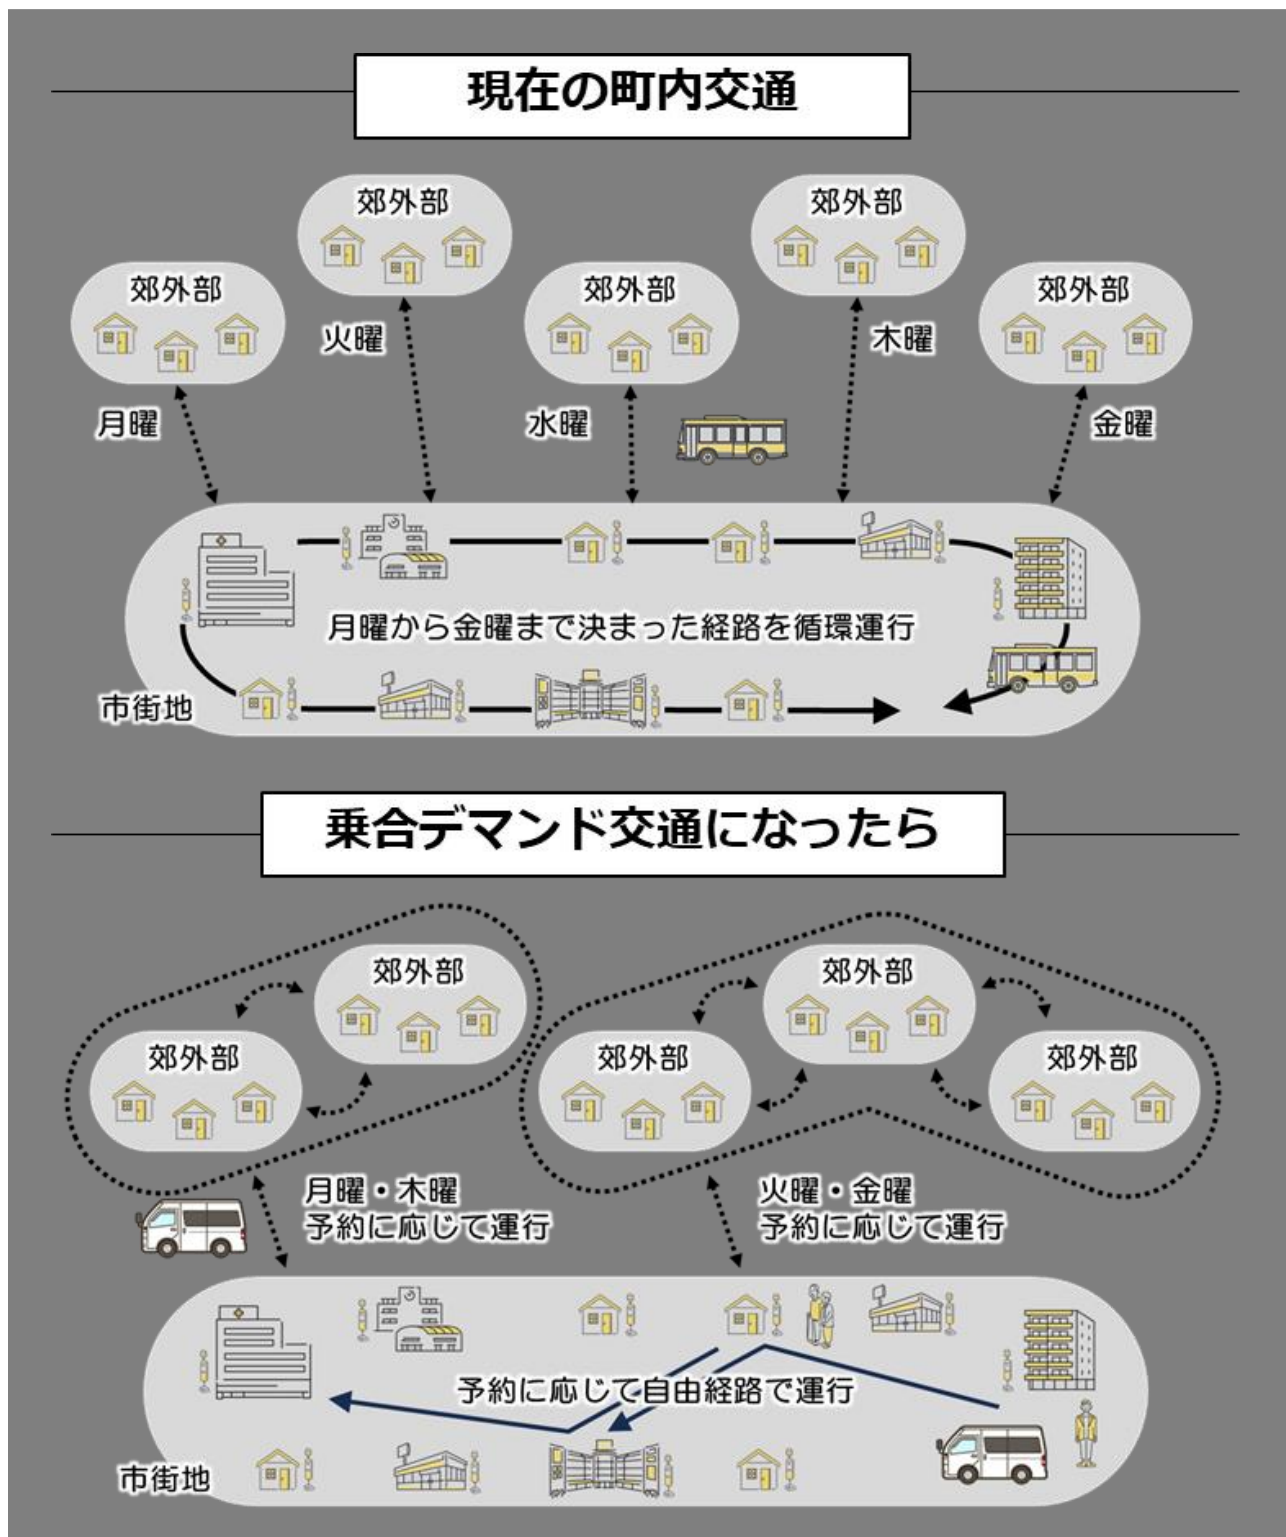 現在の町内交通
郊外部
郊外部
郊外部
郊外部
郊外部
火曜
木曜
月曜
水曜
金曜
月曜から金曜まで決まった経路を循環運行
市街地
乗合デマンド交通になったら
郊外部
郊外部
郊外部
郊外部
郊外部
月曜・木曜
予約に応じて運行
火曜・金曜
予約に応じて運行
予約に応じて自由経路で運行
市街地